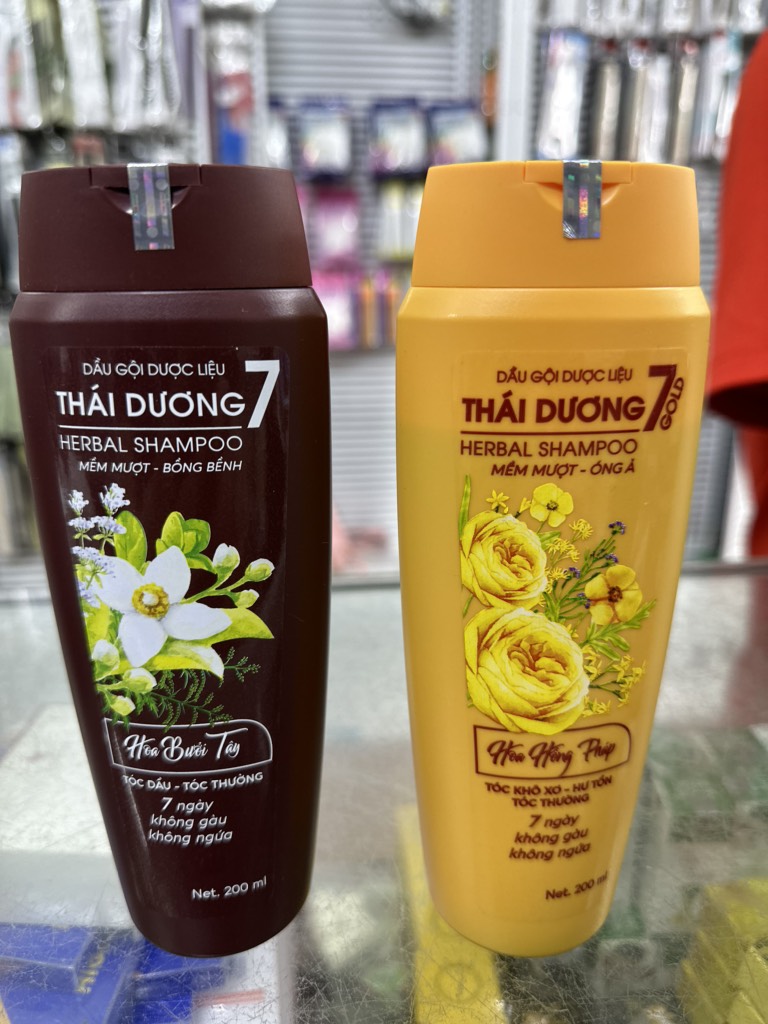 DẦU GỘI DƯỢC LIỆU
THÁI DƯƠNG 7
HERBAL SHAMPOO
MỀM MƯỢT - BỒNG BỀNH
Hoa Bưởi Tây
TÓC DẦU - TÓC THƯỜNG
7 ngày
không gàu
không ngứa
Net. 200 ml
DẦU GỘI DƯỢC LIỆU
THÁI DƯƠNG 7
GOLD
HERBAL SHAMPOO
MỀM MƯỢT - ÓNG Ả
Hoa Hồng Pháp
TÓC KHÔ XƠ - HƯ TỔN
TÓC THƯỜNG
7 ngày
không gàu
không ngứa
Net. 200 ml